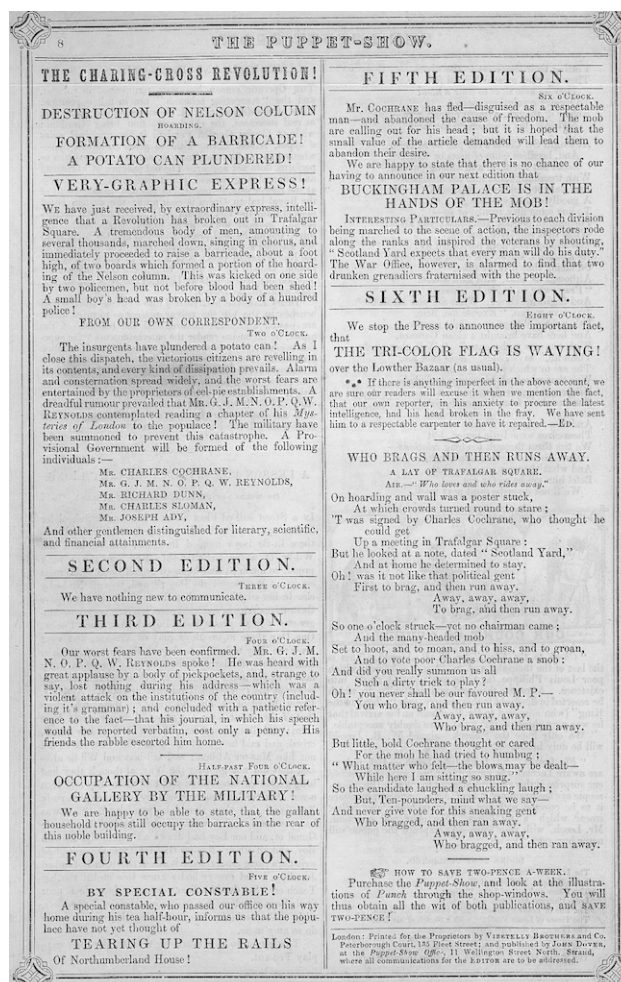 8
THE PUPPET-SHOW.
THE CHARING-CROSS REVOLUTION!
DESTRUCTION OF NELSON COLUMN
HOARDING.
FORMATION OF A BARRICADE!
A POTATO CAN PLUNDERED!
VERY-GRAPHIC EXPRESS!
WE have just received, by extraordinary express, intelli-
gence that a Revolution has broken out in Trafalgar
Square. A tremendous body of men, amounting to
several thousands, marched down, singing in chorus, and
immediately proceeded to raise a barricade, about a foot
high, of two boards which formed a portion of the hoard-
ing of the Nelson column. This was kicked on one side
by two policemen, but not before blood had been shed!
A small boy's head was broken by a body of a hundred
police!
FROM OUR OWN CORRESPONDENT.
TWO O'CLOCK.
The insurgents have plundered a potato can! As I
close this dispatch, the victorious citizens are revelling in
its contents, and every kind of dissipation prevails. Alarm
and consternation spread widely, and the worst fears are
entertained by the proprietors of eel-pie establishments. A
dreadful rumour prevailed that MR. G. J. M. N. O. P. Q. W.
REYNOLDS contemplated reading a chapter of his Mys-
teries of London to the populace! The military have
been summoned to prevent this catastrophe. A Pro-
visional Government will be formed of the following
individuals:—
MR. CHARLES COCHRANE,
MR. G. J. M. N. O. P. Q. W. REYNOLDS,
MR. RICHARD DUNN,
MR. CHARLES SLOMAN,
MR. JOSEPH ADY,
And other gentlemen distinguished for literary, scientific,
and financial attainments.
SECOND EDITION.
THREE O'CLOCK.
We have nothing new to communicate.
THIRD EDITION.
FOUR O'CLOCK.
Our worst fears have been confirmed. MR. G. J. M.
N. O. P. Q. W. REYNOLDS spoke! He was heard with
great applause by a body of pickpockets, and, strange to
say, lost nothing during his address—which was a
violent attack on the institutions of the country (includ-
ing it's grammar); and concluded with a pathetic refer-
ence to the fact—that his journal, in which his speech
would be reported verbatim, cost only a penny. His
friends the rabble escorted him home.
HALF-PAST FOUR O'CLOCK.
OCCUPATION OF THE NATIONAL
GALLERY BY THE MILITARY!
We are happy to be able to state, that the gallant
household troops still occupy the barracks in the rear of
this noble building.
FOURTH EDITION.
FIVE O'CLOCK.
BY SPECIAL CONSTABLE!
A special constable, who passed our office on his way
home during his tea half-hour, informs us that the popu-
lace have not yet thought of
TEARING UP THE RAILS
Of Northumberland House!
FIFTH EDITION.
SIX O'CLOCK.
Mr. COCHRANE has fled—disguised as a respectable
man—and abandoned the cause of freedom. The mob
are calling out for his head; but it is hoped that the
small value of the article demanded will lead them to
abandon their desire.
We are happy to state that there is no chance of our
having to announce in our next edition that
BUCKINGHAM PALACE IS IN THE
HANDS OF THE MOB!
INTERESTING PARTICULARS.—Previous to each division
being marched to the scene of action, the inspectors rode
along the ranks and inspired the veterans by shouting,
"Scotland Yard expects that every man will do his duty."
The War Office, however, is alarmed to find that two
drunken grenadiers fraternised with the people.
SIXTH EDITION.
EIGHT O'CLOCK.
We stop the Press to announce the important fact,
that
THE TRI-COLOR FLAG IS WAVING!
over the Lowther Bazaar (as usual).
*** If there is anything imperfect in the above account, we
are sure our readers will excuse it when we mention the fact,
that our own reporter, in his anxiety to procure the latest
intelligence, had his head broken in the fray. We have sent
him to a respectable carpenter to have it repaired.—ED.
WHO BRAGS AND THEN RUNS AWAY.
A LAY OF TRAFALGAR SQUARE.
AIR.—"Who loves and who rides away."
On hoarding and wall was a poster stuck,
At which crowds turned round to stare;
'T was signed by Charles Cochrane, who thought he
could get
Up a meeting in Trafalgar Square:
But he looked at a note, dated "Scotland Yard,"
And at home he determined to stay.
Oh! was it not like that political gent
First to brag, and then run away.
Away, away, away,
To brag, and then run away.
So one o'clock struck—yet no chairman came;
And the many-headed mob
Set to hoot, and to moan, and to hiss, and to groan,
And to vote poor Charles Cochrane a snob:
And did you really summon us all
Such a dirty trick to play?
Oh! you never shall be our favoured M. P.—
You who brag, and then run away.
Away, away, away,
Who brag, and then run away.
But little, bold Cochrane thought or cared
For the mob he had tried to humbug;
"What matter who felt—the blows may be dealt—
While here I am sitting so snug."
So the candidate laughed a chuckling laugh;
But, Ten-pounders, mind what we say—
And never give vote for this sneaking gent
Who bragged, and then ran away.
Away, away, away,
Who bragged, and then ran away.
☞ HOW TO SAVE TWO-PENCE A-WEEK.
Purchase the Puppet-Show, and look at the illustra-
tions of Punch through the shop-windows. You will
thus obtain all the wit of both publications, and SAVE
TWO-PENCE!
London: Printed for the Proprietors by VIZETELLY BROTHERS and Co.
Peterborough Court, 135 Fleet Street; and published by JOHN DOVER,
at the Puppet-Show Office, 11 Wellington Street North, Strand,
where all communications for the EDITOR are to be addressed.